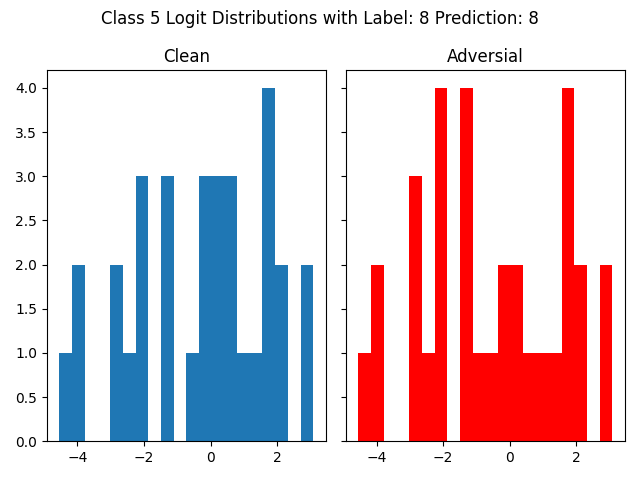 Class 5 Logit Distributions with Label: 8 Prediction: 8
Clean
Adversial
4.0
3.5
3.0
2.5
2.0
1.5
1.0
0.5
0.0
−4 −2 0 2
−4 −2 0 2